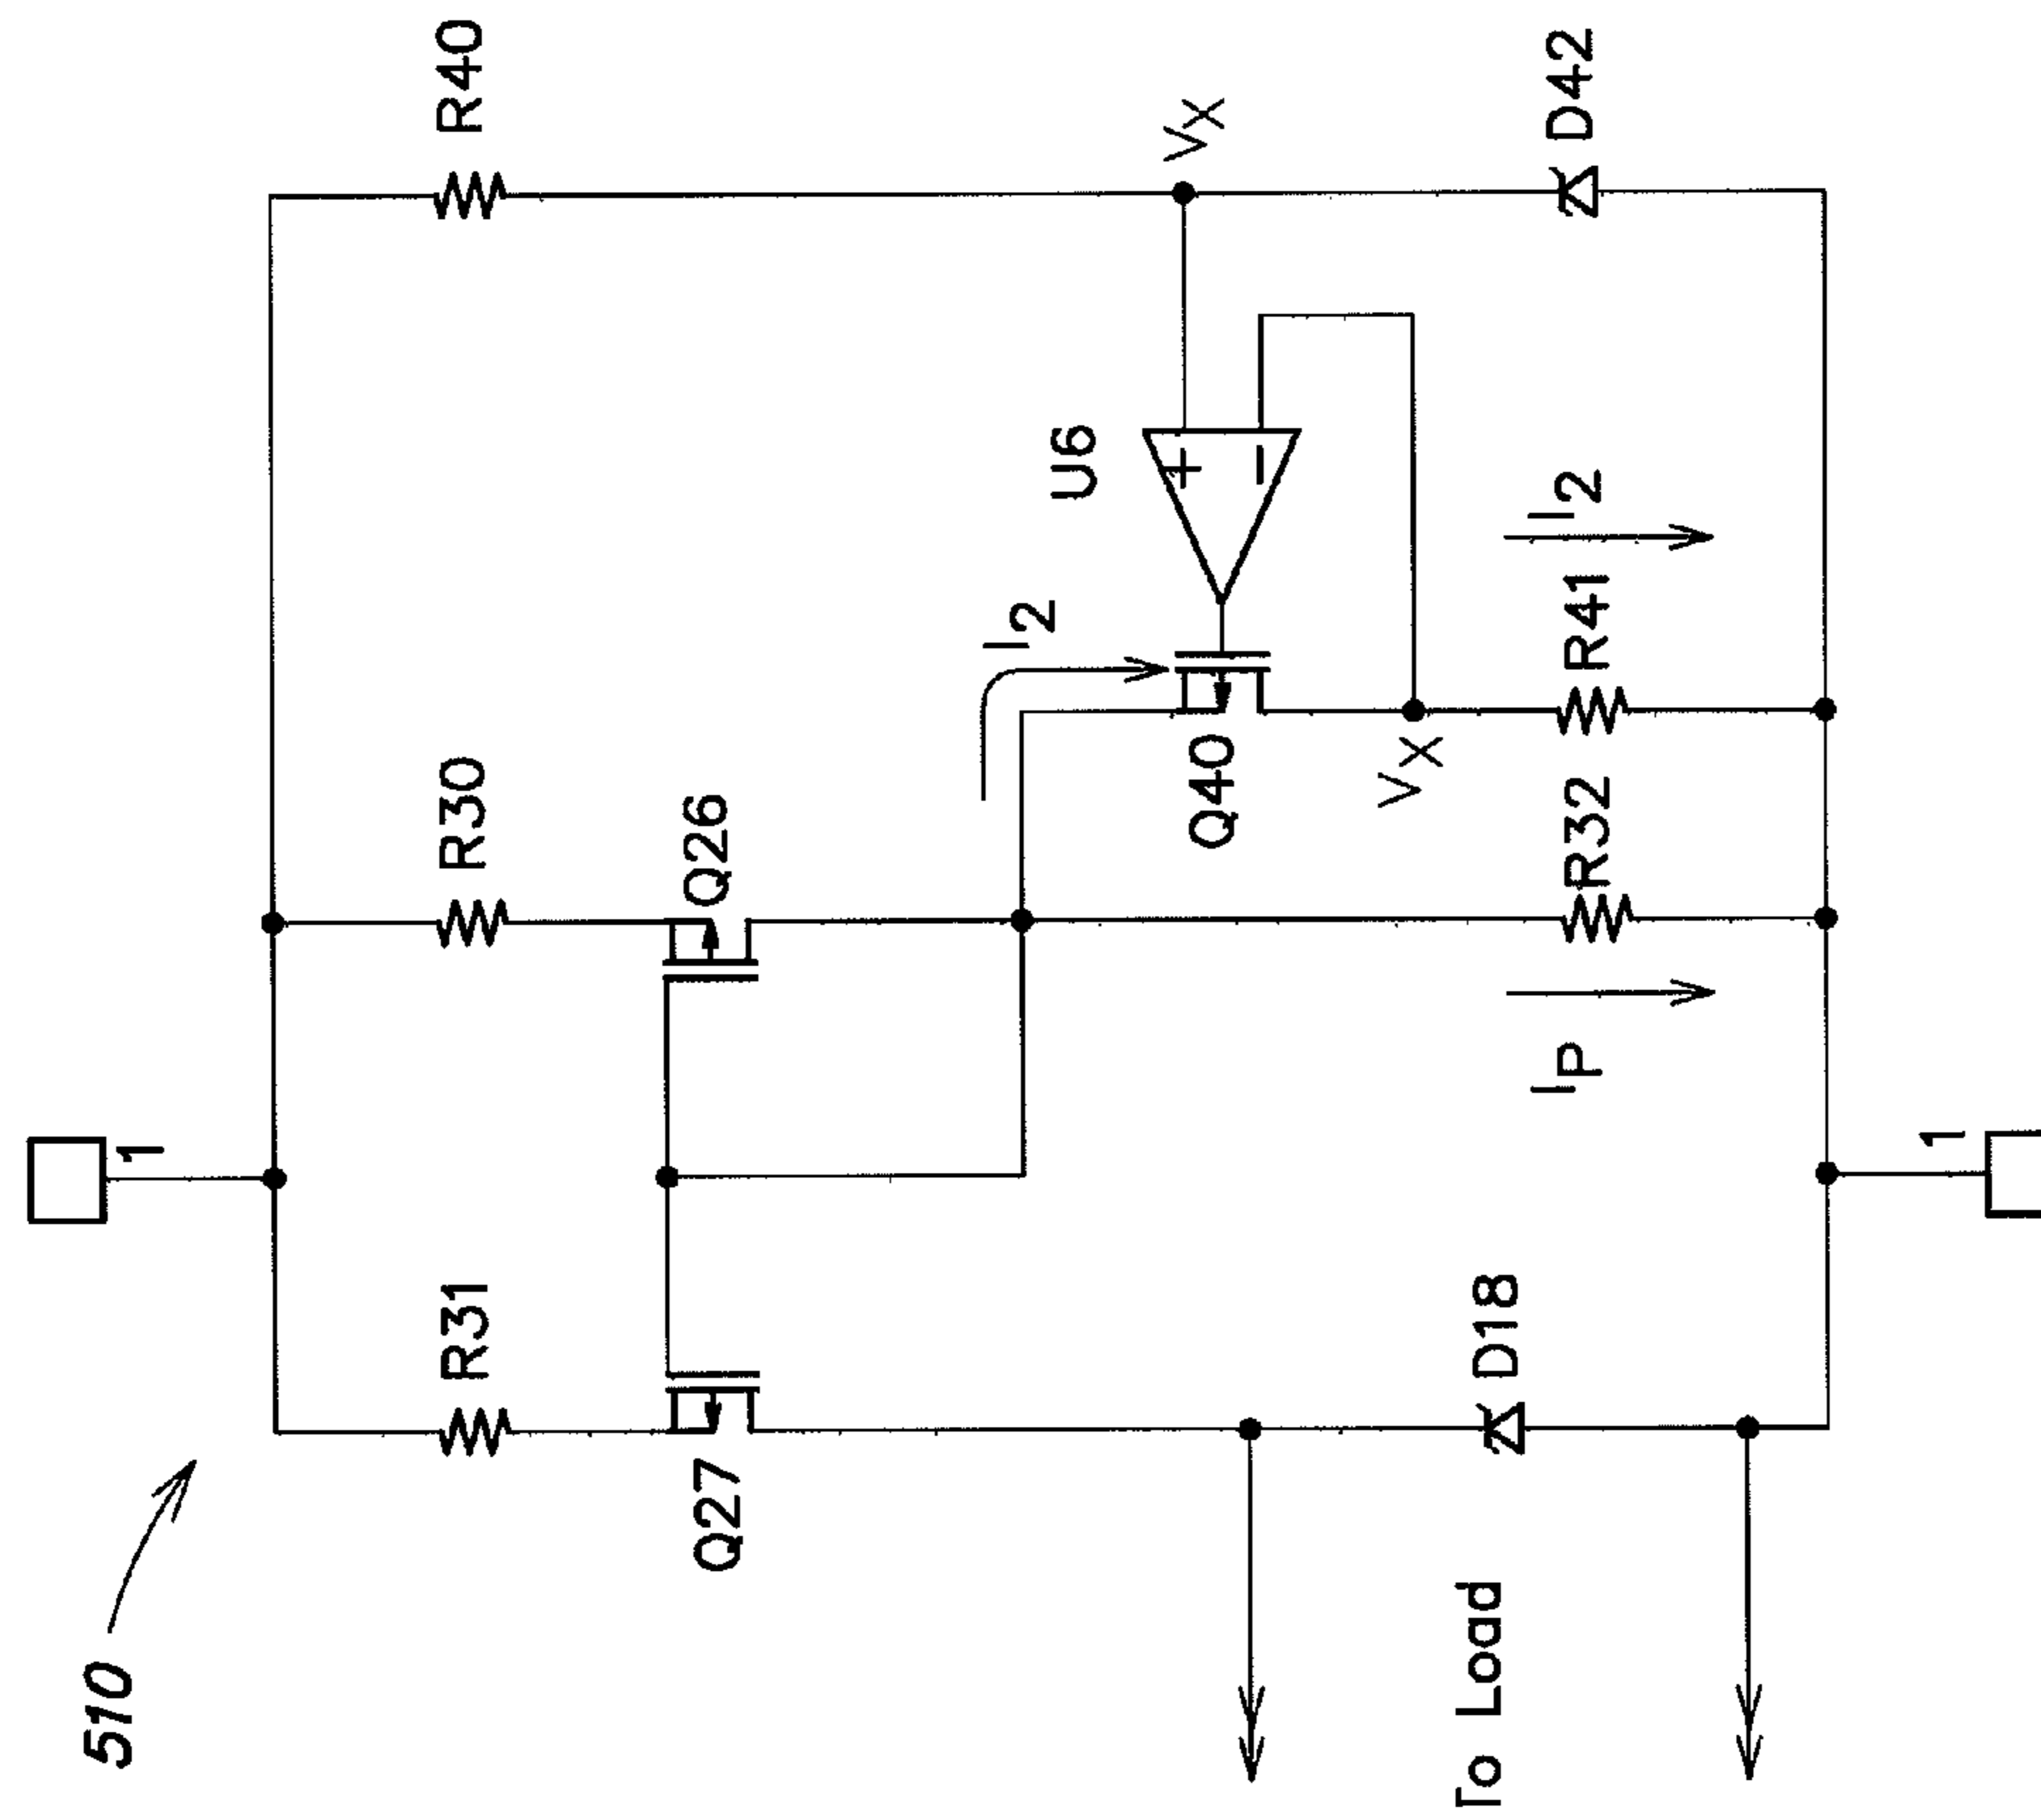 510
R31
R30
R40
1
Q27
Q26
I2
U6
+
−
VX
Q40
VX
To Load
D18
IP
R32
R41
I2
D42
1